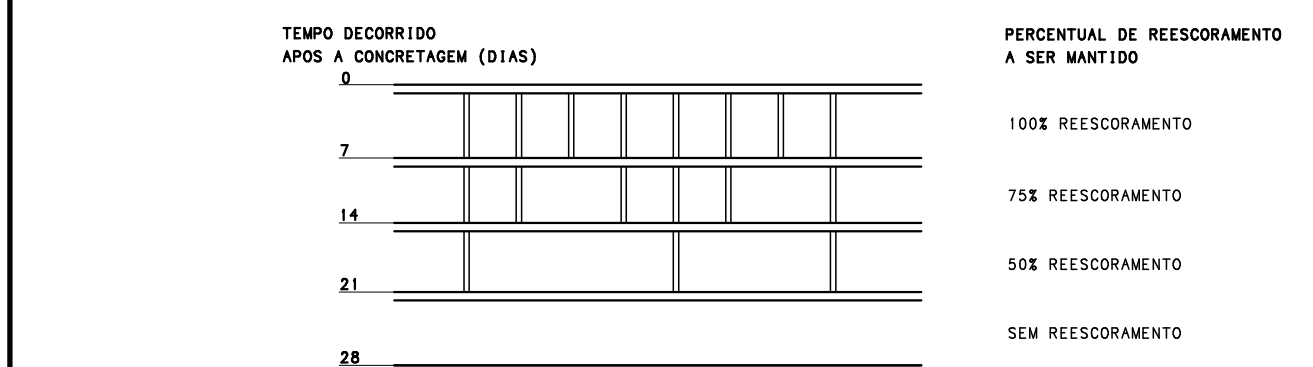 TEMPO DECORRIDO
APOS A CONCRETAGEM (DIAS)
0
7
14
21
28
PERCENTUAL DE REESCORAMENTO
A SER MANTIDO
100% REESCORAMENTO
75% REESCORAMENTO
50% REESCORAMENTO
SEM REESCORAMENTO